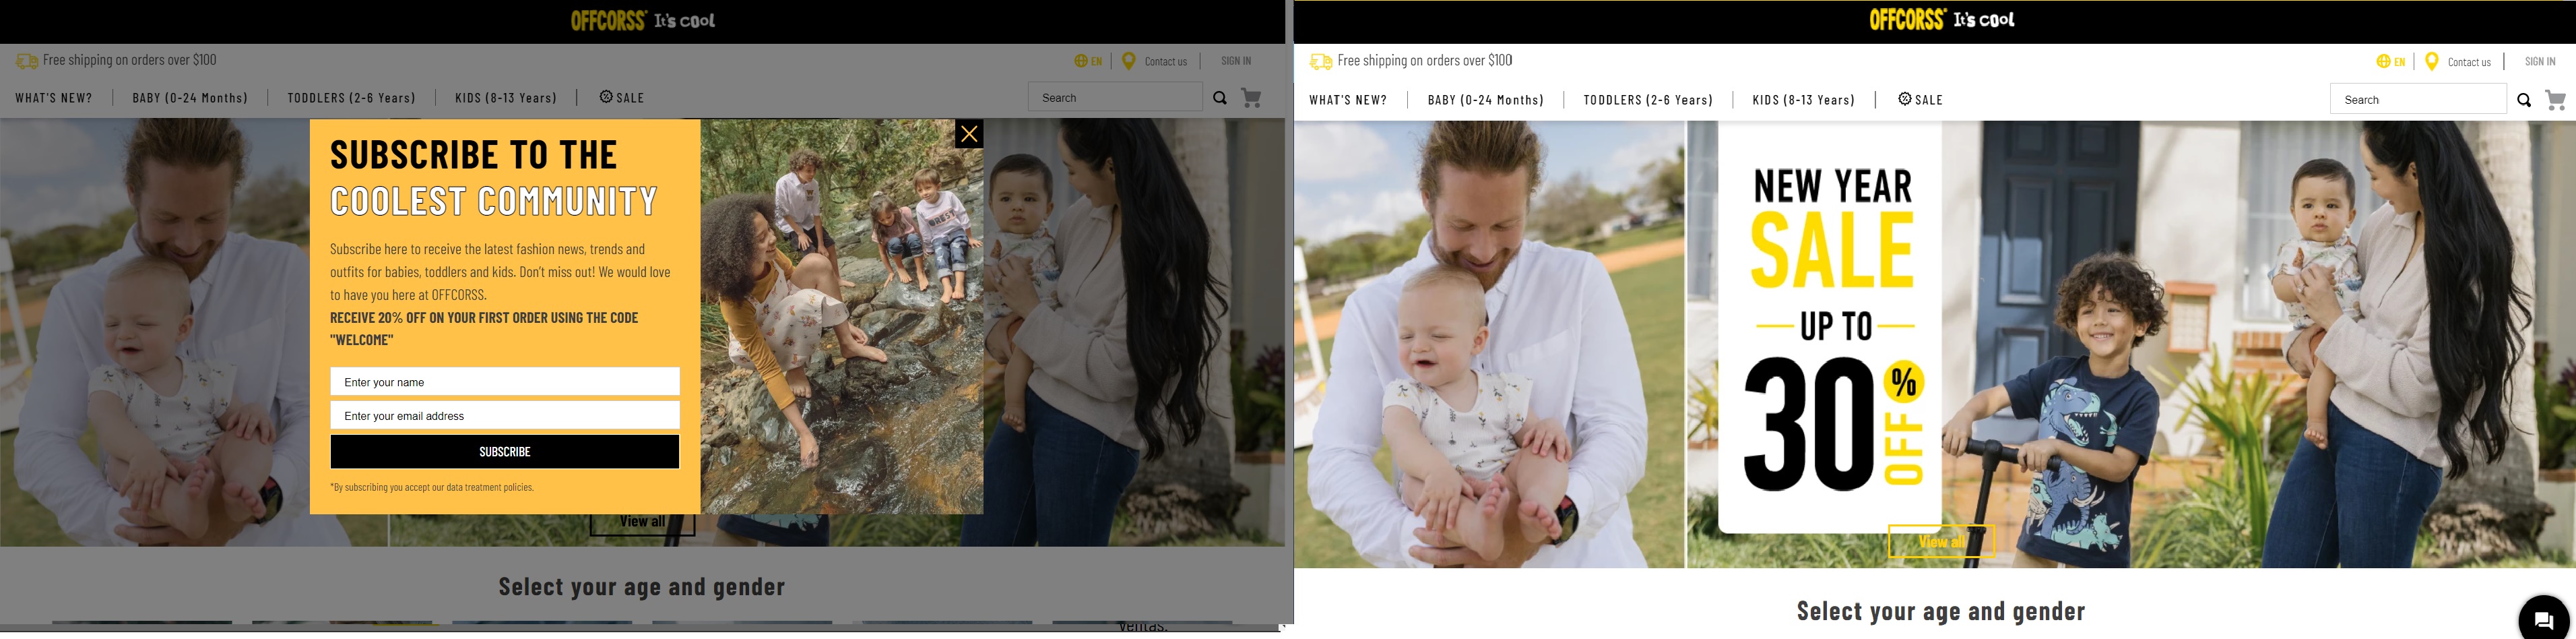 OFFCORSS® It's cool
Free shipping on orders over $100
EN
Contact us
SIGN IN
WHAT'S NEW?
BABY (0-24 Months)
TODDLERS (2-6 Years)
KIDS (8-13 Years)
SALE
Search
SUBSCRIBE TO THE
COOLEST COMMUNITY
Subscribe here to receive the latest fashion news, trends and
outfits for babies, toddlers and kids. Don't miss out! We would love
to have you here at OFFCORSS.
RECEIVE 20% OFF ON YOUR FIRST ORDER USING THE CODE
"WELCOME"
Enter your name
Enter your email address
SUBSCRIBE
*By subscribing you accept our data treatment policies.
View all
Select your age and gender
OFFCORSS® It's cool
Free shipping on orders over $100
EN
Contact us
SIGN IN
WHAT'S NEW?
BABY (0-24 Months)
TODDLERS (2-6 Years)
KIDS (8-13 Years)
SALE
Search
NEW YEAR
SALE
UP TO
30% OFF
View all
Select your age and gender